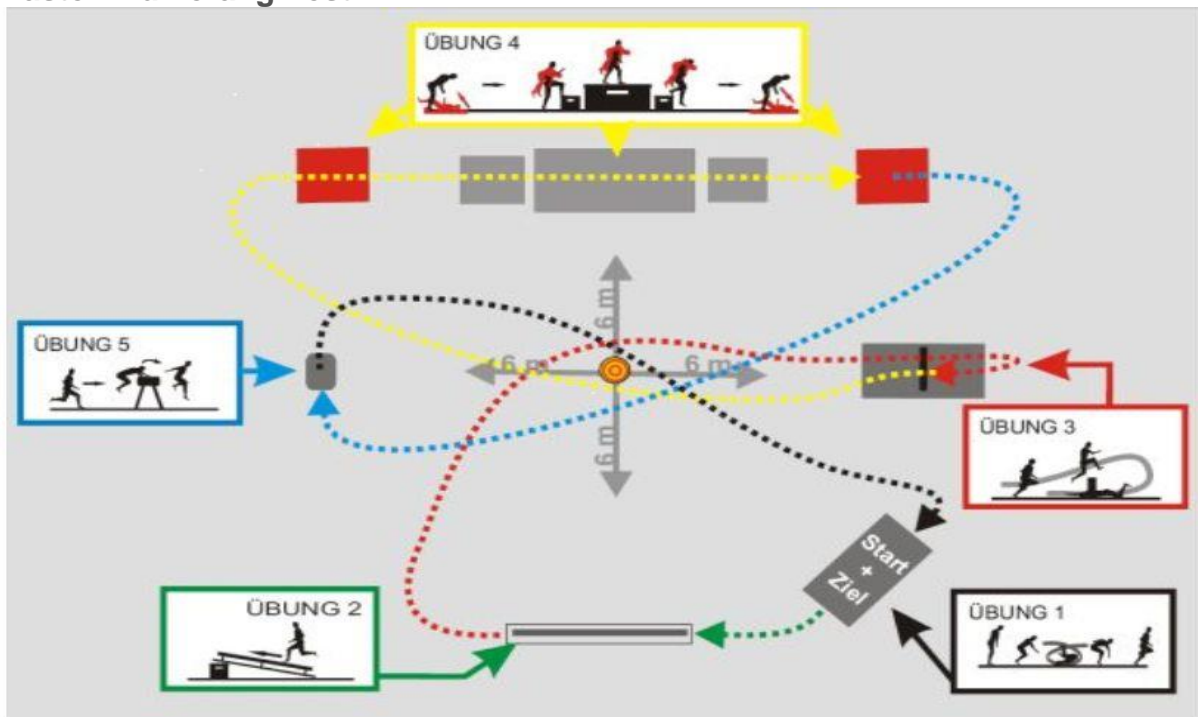 ÜBUNG 4
6 m
ÜBUNG 5
6 m
6 m
ÜBUNG 3
6 m
Start
+
Ziel
ÜBUNG 2
ÜBUNG 1